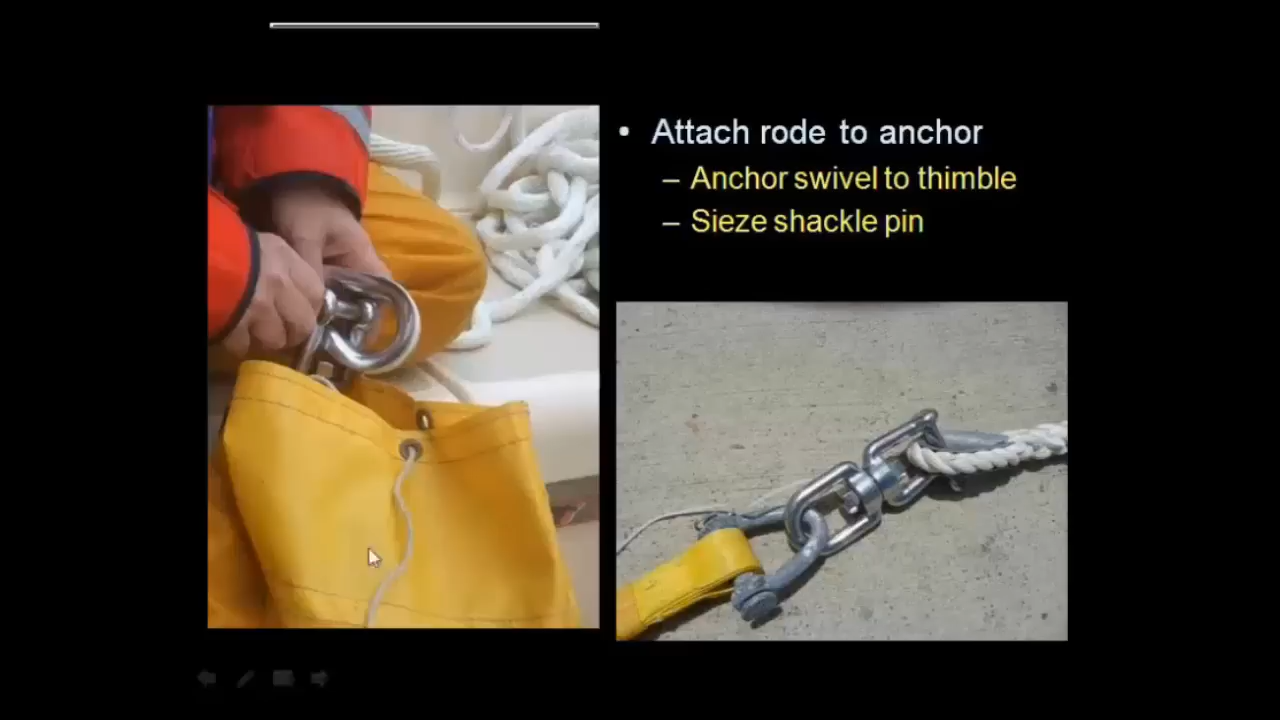 • Attach rode to anchor
– Anchor swivel to thimble
– Sieze shackle pin